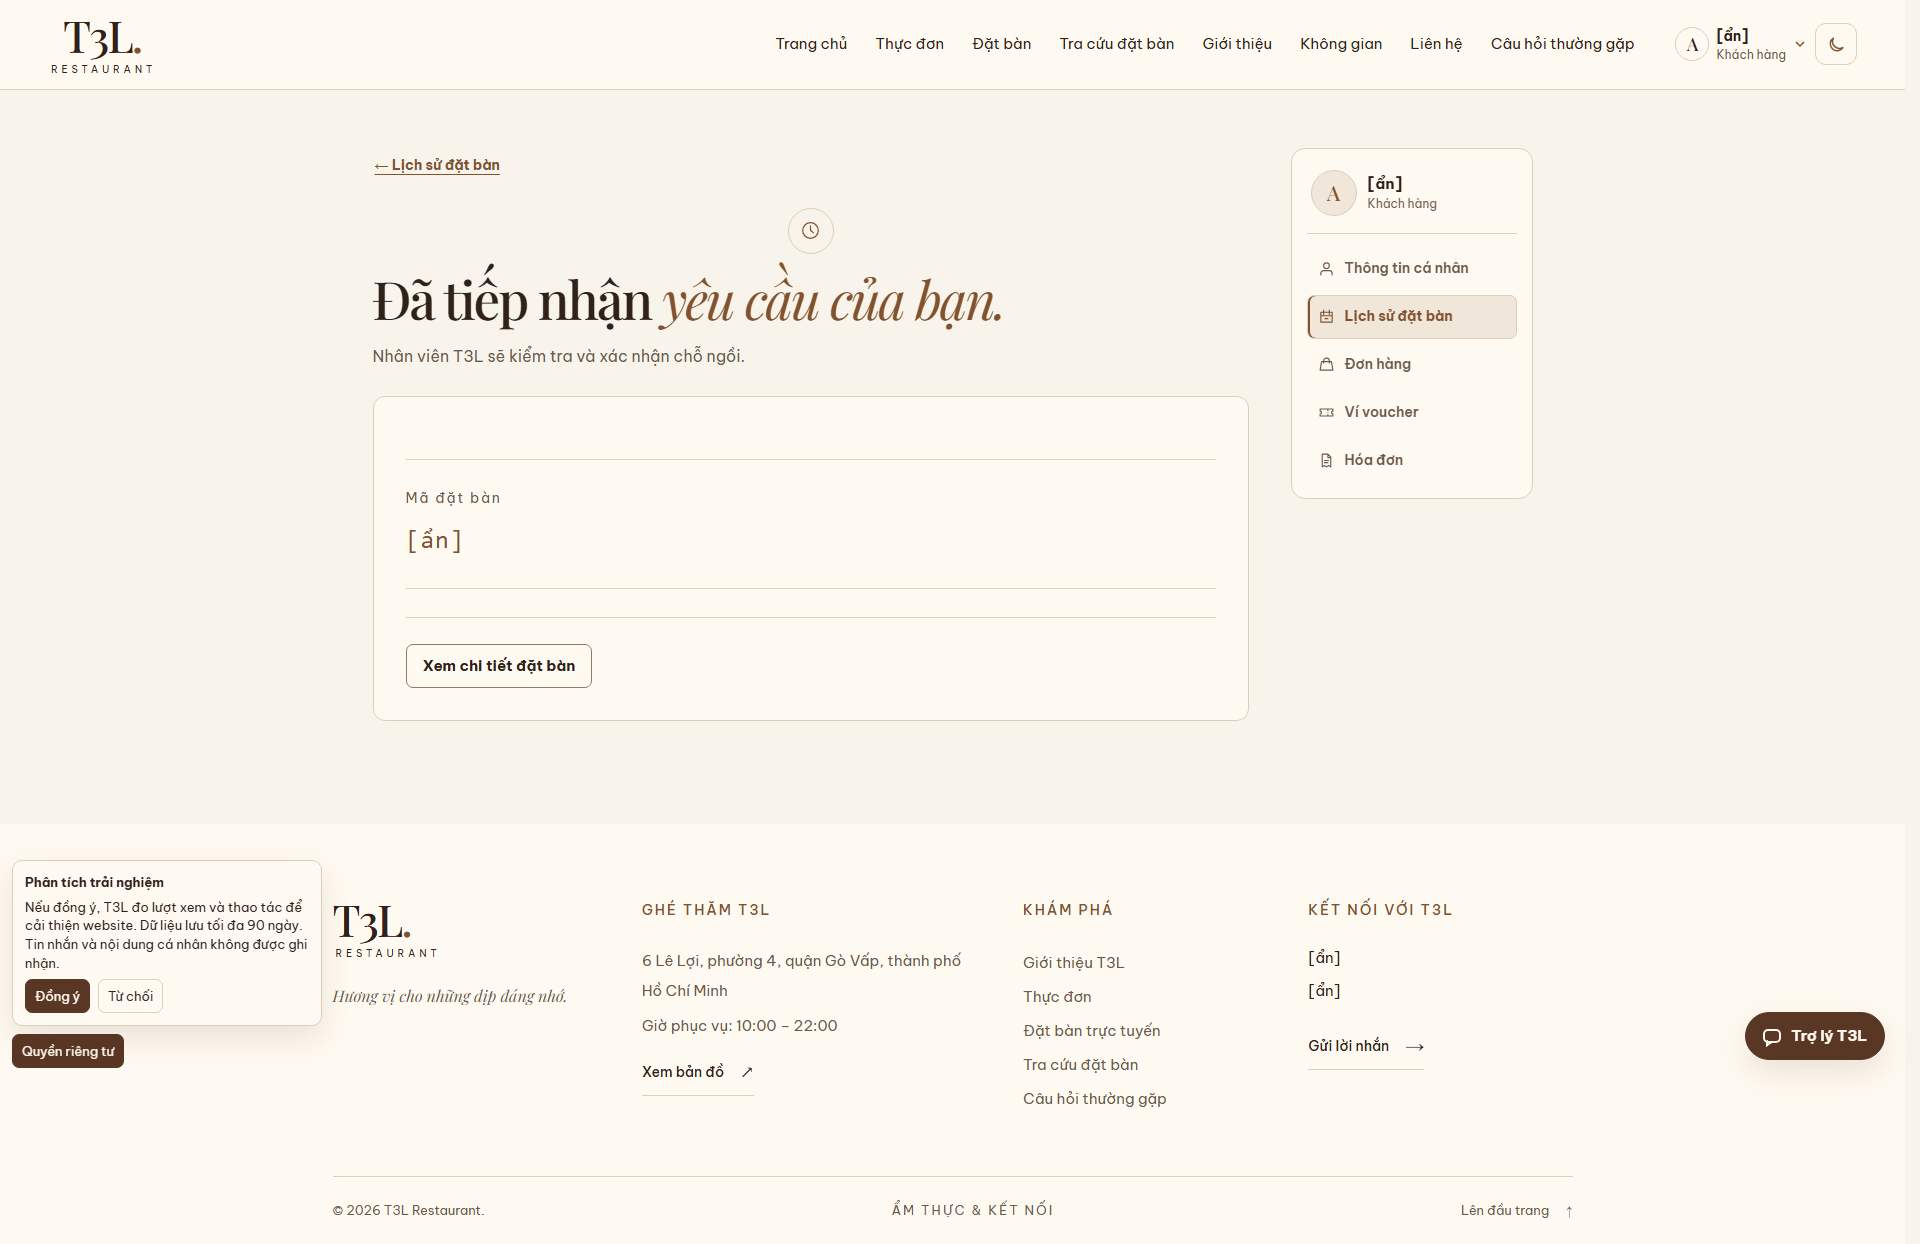 T3L.
RESTAURANT
Trang chủ
Thực đơn
Đặt bàn
Tra cứu đặt bàn
Giới thiệu
Không gian
Liên hệ
Câu hỏi thường gặp
A
[ẩn]
Khách hàng
← Lịch sử đặt bàn
Đã tiếp nhận yêu cầu của bạn.
Nhân viên T3L sẽ kiểm tra và xác nhận chỗ ngồi.
Mã đặt bàn
[ẩn]
Xem chi tiết đặt bàn
A
[ẩn]
Khách hàng
Thông tin cá nhân
Lịch sử đặt bàn
Đơn hàng
Ví voucher
Hóa đơn
Phân tích trải nghiệm
Nếu đồng ý, T3L đo lượt xem và thao tác để
cải thiện website. Dữ liệu lưu tối đa 90 ngày.
Tin nhắn và nội dung cá nhân không được ghi
nhận.
Đồng ý
Từ chối
Quyền riêng tư
T3L.
RESTAURANT
Hương vị cho những dịp đáng nhớ.
GHÉ THĂM T3L
6 Lê Lợi, phường 4, quận Gò Vấp, thành phố
Hồ Chí Minh
Giờ phục vụ: 10:00 – 22:00
Xem bản đồ ↗
KHÁM PHÁ
Giới thiệu T3L
Thực đơn
Đặt bàn trực tuyến
Tra cứu đặt bàn
Câu hỏi thường gặp
KẾT NỐI VỚI T3L
[ẩn]
[ẩn]
Gửi lời nhắn →
Trợ lý T3L
© 2026 T3L Restaurant.
ẨM THỰC & KẾT NỐI
Lên đầu trang ↑